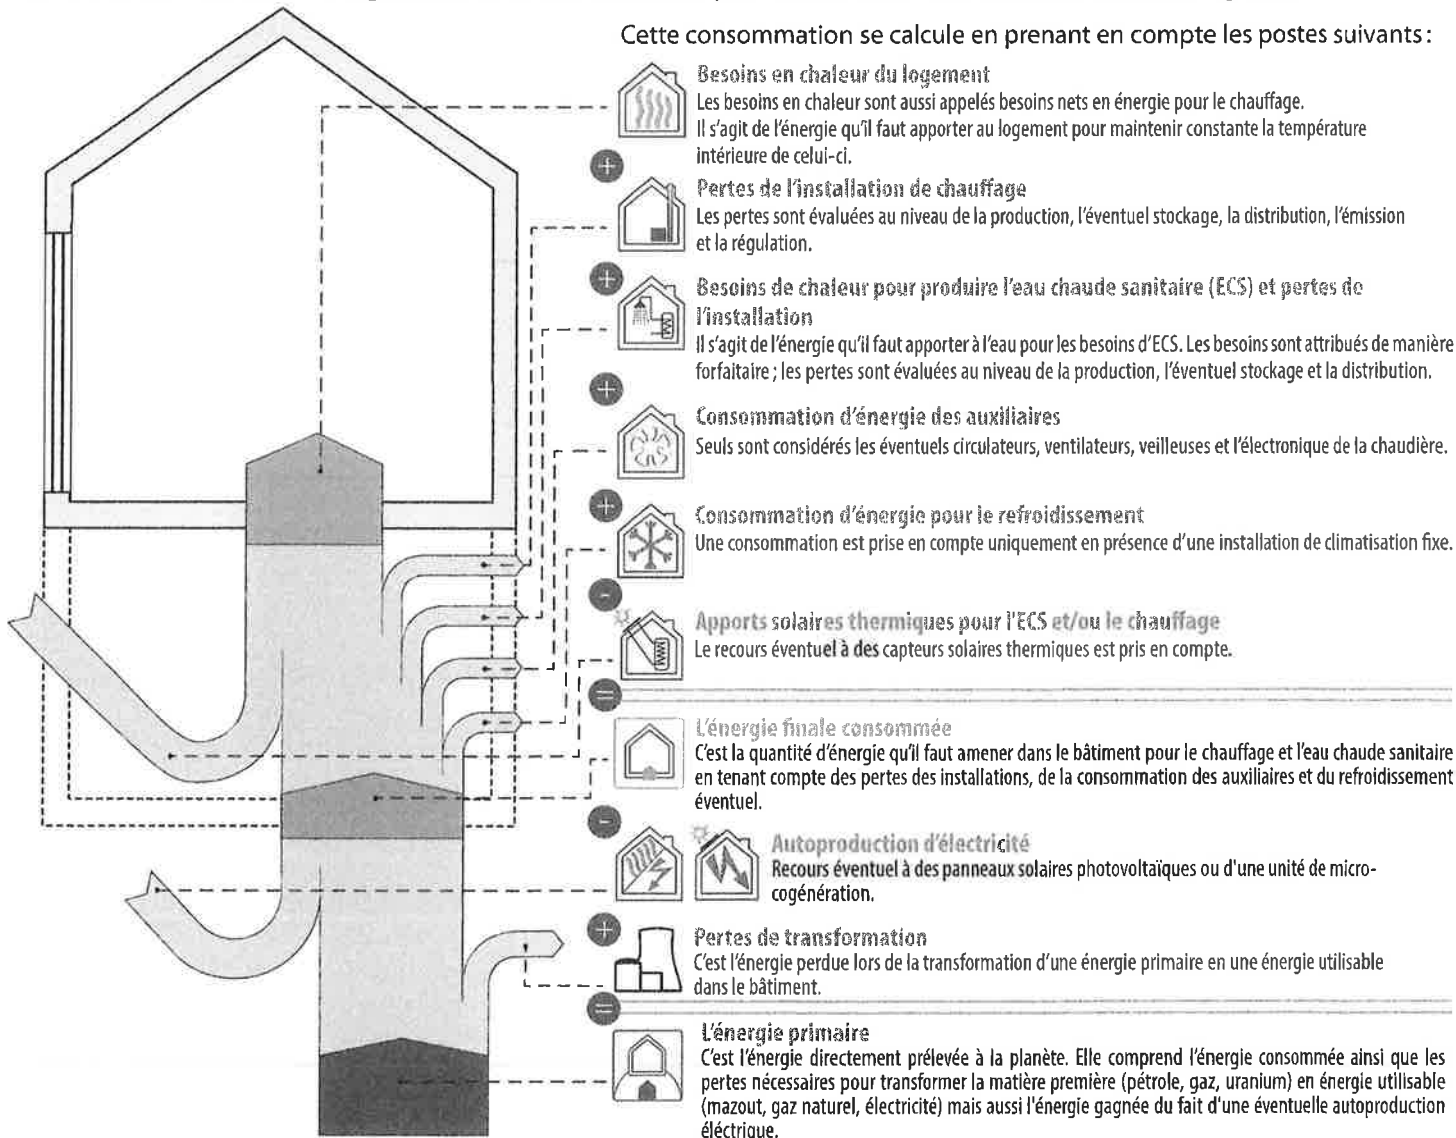 Cette consommation se calcule en prenant en compte les postes suivants :
Besoins en chaleur du logement
Les besoins en chaleur sont aussi appelés besoins nets en énergie pour le chauffage.
Il s'agit de l'énergie qu'il faut apporter au logement pour maintenir constante la température
intérieure de celui-ci.
+
Pertes de l'installation de chauffage
Les pertes sont évaluées au niveau de la production, l'éventuel stockage, la distribution, l'émission
et la régulation.
+
Besoins de chaleur pour produire l'eau chaude sanitaire (ECS) et pertes de
l'installation
Il s'agit de l'énergie qu'il faut apporter à l'eau pour les besoins d'ECS. Les besoins sont attribués de manière
forfaitaire ; les pertes sont évaluées au niveau de la production, l'éventuel stockage et la distribution.
+
Consommation d'énergie des auxiliaires
Seuls sont considérés les éventuels circulateurs, ventilateurs, veilleuses et l'électronique de la chaudière.
+
Consommation d'énergie pour le refroidissement
Une consommation est prise en compte uniquement en présence d'une installation de climatisation fixe.
-
Apports solaires thermiques pour l'ECS et/ou le chauffage
Le recours éventuel à des capteurs solaires thermiques est pris en compte.
=
L'énergie finale consommée
C'est la quantité d'énergie qu'il faut amener dans le bâtiment pour le chauffage et l'eau chaude sanitaire
en tenant compte des pertes des installations, de la consommation des auxiliaires et du refroidissement
éventuel.
-
Autoproduction d'électricité
Recours éventuel à des panneaux solaires photovoltaïques ou d'une unité de micro-
cogénération.
+
Pertes de transformation
C'est l'énergie perdue lors de la transformation d'une énergie primaire en une énergie utilisable
dans le bâtiment.
=
L'énergie primaire
C'est l'énergie directement prélevée à la planète. Elle comprend l'énergie consommée ainsi que les
pertes nécessaires pour transformer la matière première (pétrole, gaz, uranium) en énergie utilisable
(mazout, gaz naturel, électricité) mais aussi l'énergie gagnée du fait d'une éventuelle autoproduction
éléctrique.